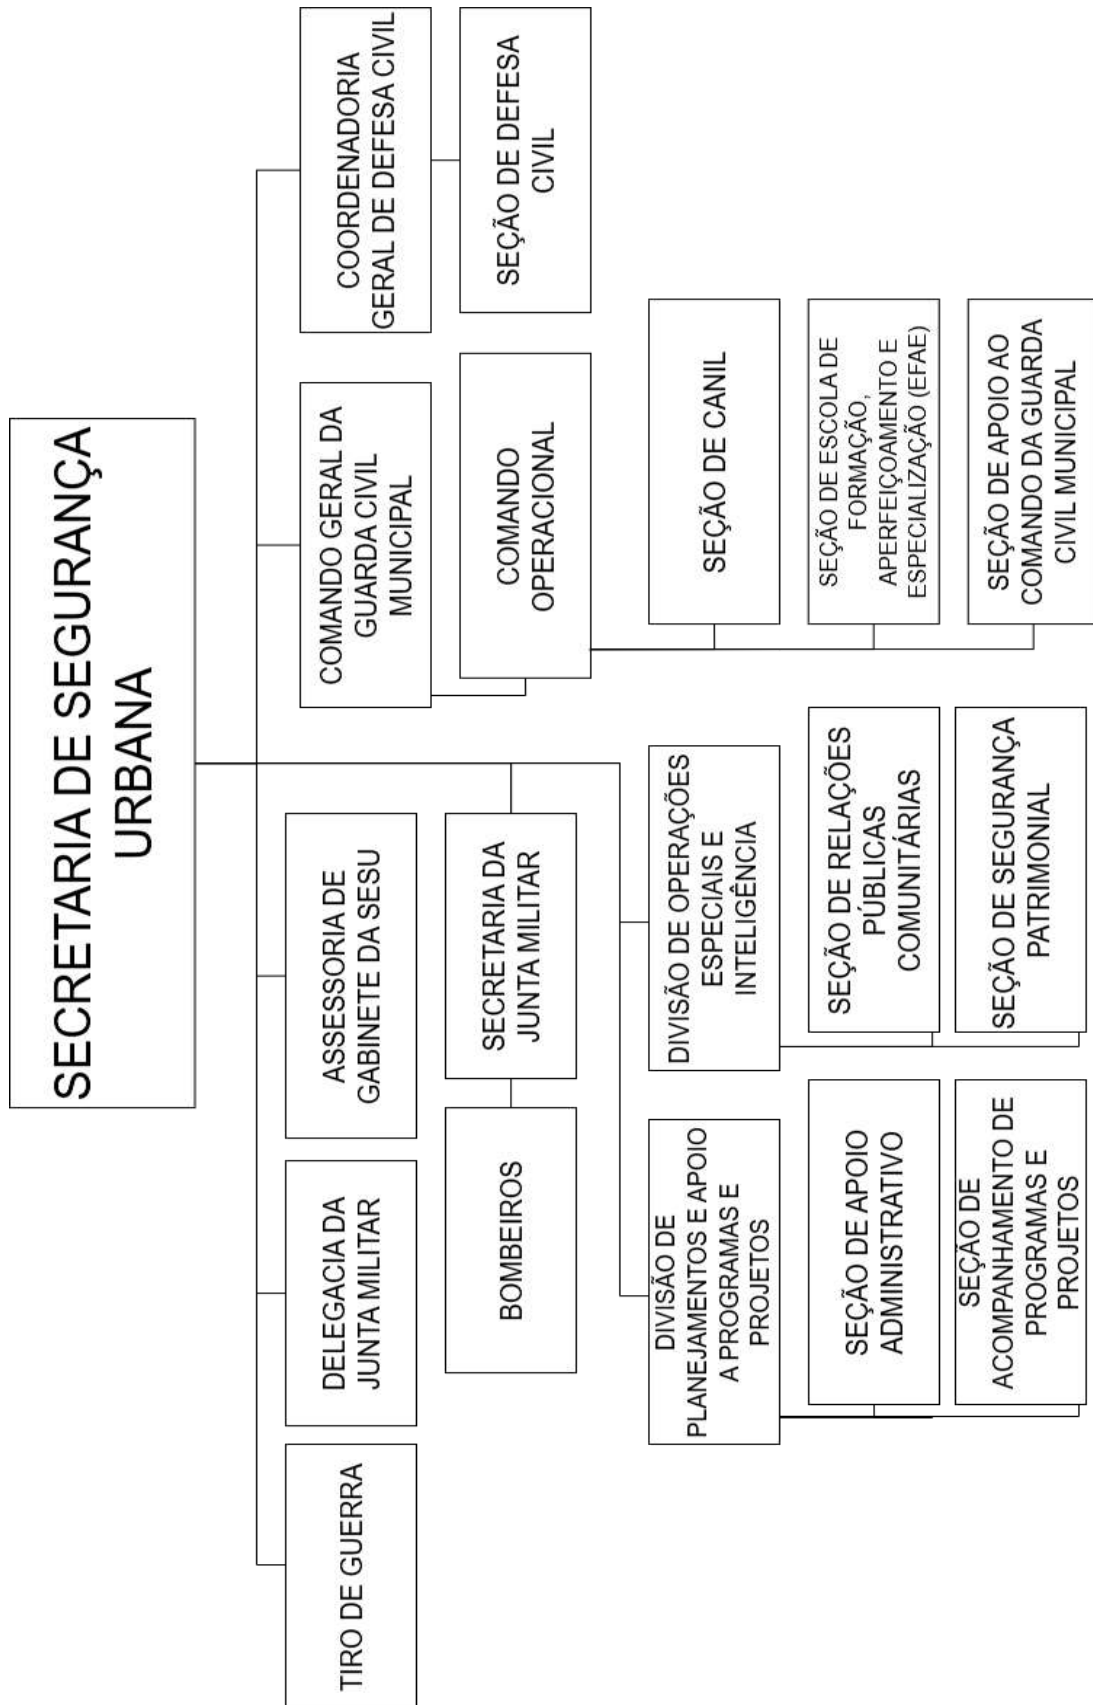 SECRETARIA DE SEGURANÇA
URBANA
TIRO DE GUERRA
DELEGACIA DA
JUNTA MILITAR
ASSESSORIA DE
GABINETE DA SESU
COMANDO GERAL DA
GUARDA CIVIL
MUNICIPAL
COORDENADORIA
GERAL DE DEFESA CIVIL
BOMBEIROS
SECRETARIA DA
JUNTA MILITAR
COMANDO
OPERACIONAL
SEÇÃO DE DEFESA
CIVIL
DIVISÃO DE
PLANEJAMENTOS E APOIO
A PROGRAMAS E
PROJETOS
DIVISÃO DE OPERAÇÕES
ESPECIAIS E
INTELIGÊNCIA
SEÇÃO DE CANIL
SEÇÃO DE APOIO
ADMINISTRATIVO
SEÇÃO DE RELAÇÕES
PÚBLICAS
COMUNITÁRIAS
SEÇÃO DE ESCOLA DE
FORMAÇÃO,
APERFEIÇOAMENTO E
ESPECIALIZAÇÃO (EFAE)
SEÇÃO DE
ACOMPANHAMENTO DE
PROGRAMAS E
PROJETOS
SEÇÃO DE SEGURANÇA
PATRIMONIAL
SEÇÃO DE APOIO AO
COMANDO DA GUARDA
CIVIL MUNICIPAL